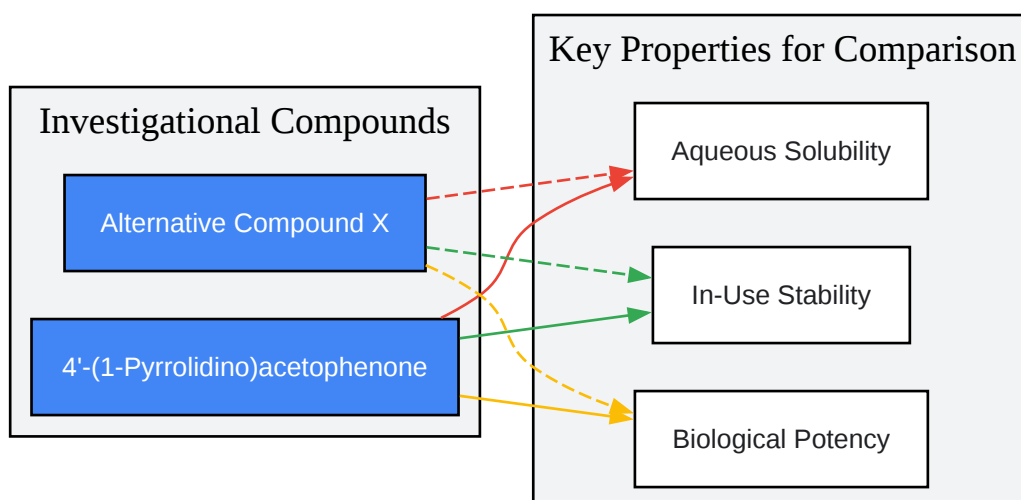 Investigational Compounds
Alternative Compound X
4'-(1-Pyrrolidino)acetophenone
Key Properties for Comparison
Aqueous Solubility
In-Use Stability
Biological Potency